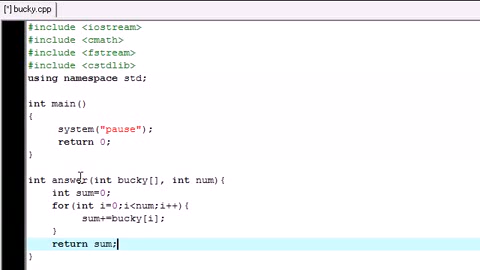 [*] bucky.cpp
#include <iostream>
#include <cmath>
#include <fstream>
#include <cstdlib>
using namespace std;
int main()
{
system("pause");
return 0;
}
int answer(int bucky[], int num){
int sum=0;
for(int i=0;i<num;i++){
sum+=bucky[i];
}
return sum;
}